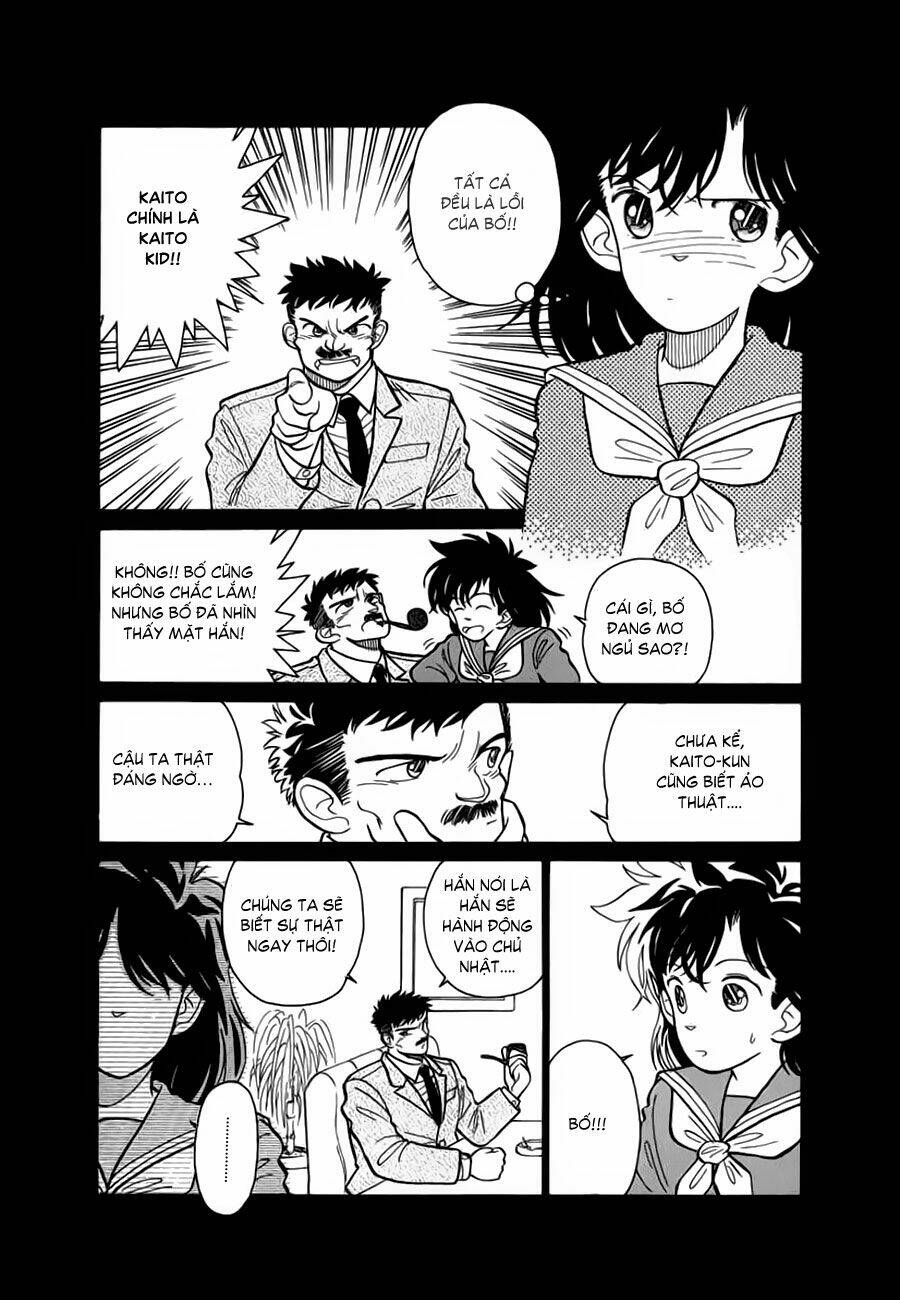 TẤT CẢ
ĐỀU LÀ LỒI
CỦA BỐ!!
KAITO
CHÍNH LÀ
KAITO
KID!!
CÁI GÌ, BỐ
ĐANG MƠ
NGỦ SAO?!
KHÔNG!! BỐ CŨNG
KHÔNG CHẮC LẮM!
NHƯNG BỐ ĐÃ NHÌN
THẤY MẶT HẮN!
CHƯA KỂ,
KAITO-KUN
CŨNG BIẾT ẢO
THUẬT....
CẬU TA THẬT
ĐÁNG NGỜ...
BỐ!!!
HẮN NÓI LÀ
HẮN SẼ
HÀNH ĐỘNG
VÀO CHỦ
NHẬT....
CHÚNG TA SẼ
BIẾT SỰ THẬT
NGAY THÔI!
..........